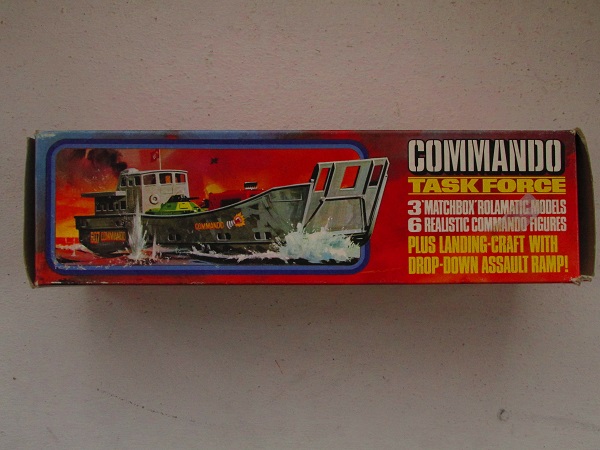 COMMANDO
TASK FORCE
3 "MATCHBOX" ROLAMATIC MODELS
6 REALISTIC COMMANDO FIGURES
PLUS LANDING-CRAFT WITH
DROP-DOWN ASSAULT RAMP!
COMMANDO